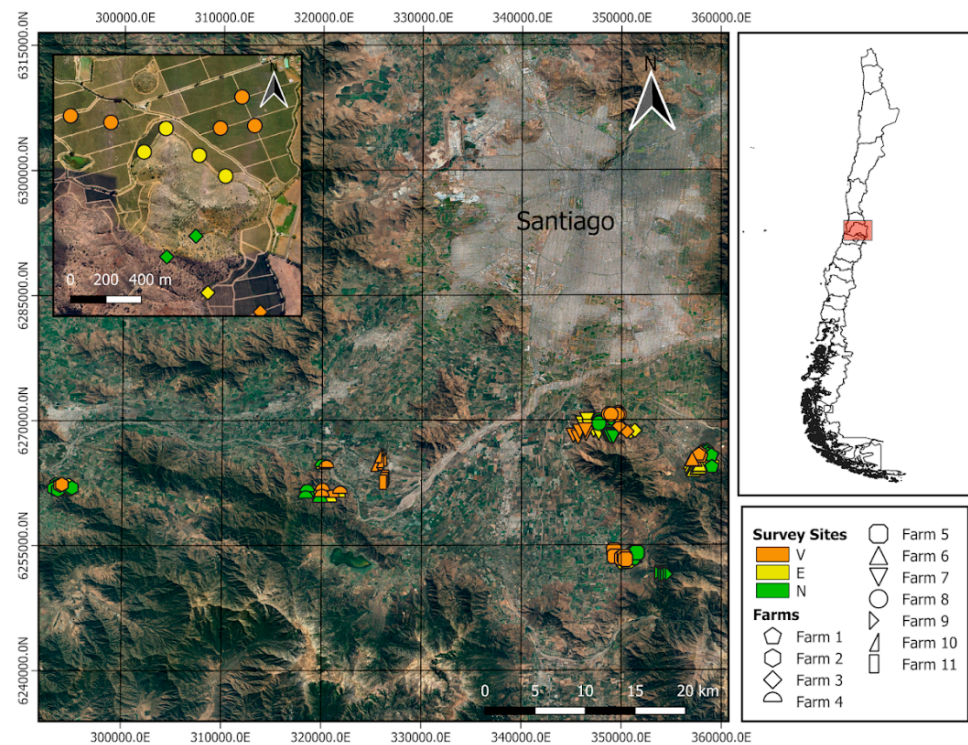 300000.0E 310000.0E 320000.0E 330000.0E 340000.0E 350000.0E 360000.0E
6315000.0N
6300000.0N
6285000.0N
6270000.0N
6255000.0N
6240000.0N
N
0 200 400 m
N
Santiago
0 5 10 15 20 km
300000.0E 310000.0E 320000.0E 330000.0E 340000.0E 350000.0E 360000.0E
Survey Sites
V
E
N
Farms
Farm 1
Farm 2
Farm 3
Farm 4
Farm 5
Farm 6
Farm 7
Farm 8
Farm 9
Farm 10
Farm 11